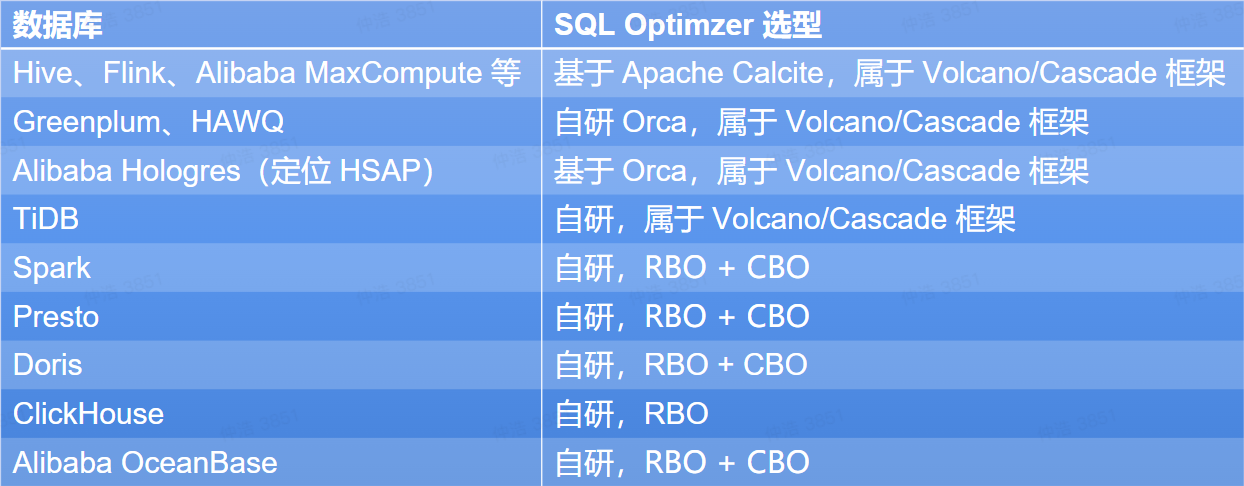 数据库 SQL Optimzer 选型
Hive、Flink、Alibaba MaxCompute 等 基于 Apache Calcite，属于 Volcano/Cascade 框架
Greenplum、HAWQ 自研 Orca，属于 Volcano/Cascade 框架
Alibaba Hologres（定位 HSAP） 基于 Orca，属于 Volcano/Cascade 框架
TiDB 自研，属于 Volcano/Cascade 框架
Spark 自研，RBO + CBO
Presto 自研，RBO + CBO
Doris 自研，RBO + CBO
ClickHouse 自研，RBO
Alibaba OceanBase 自研，RBO + CBO